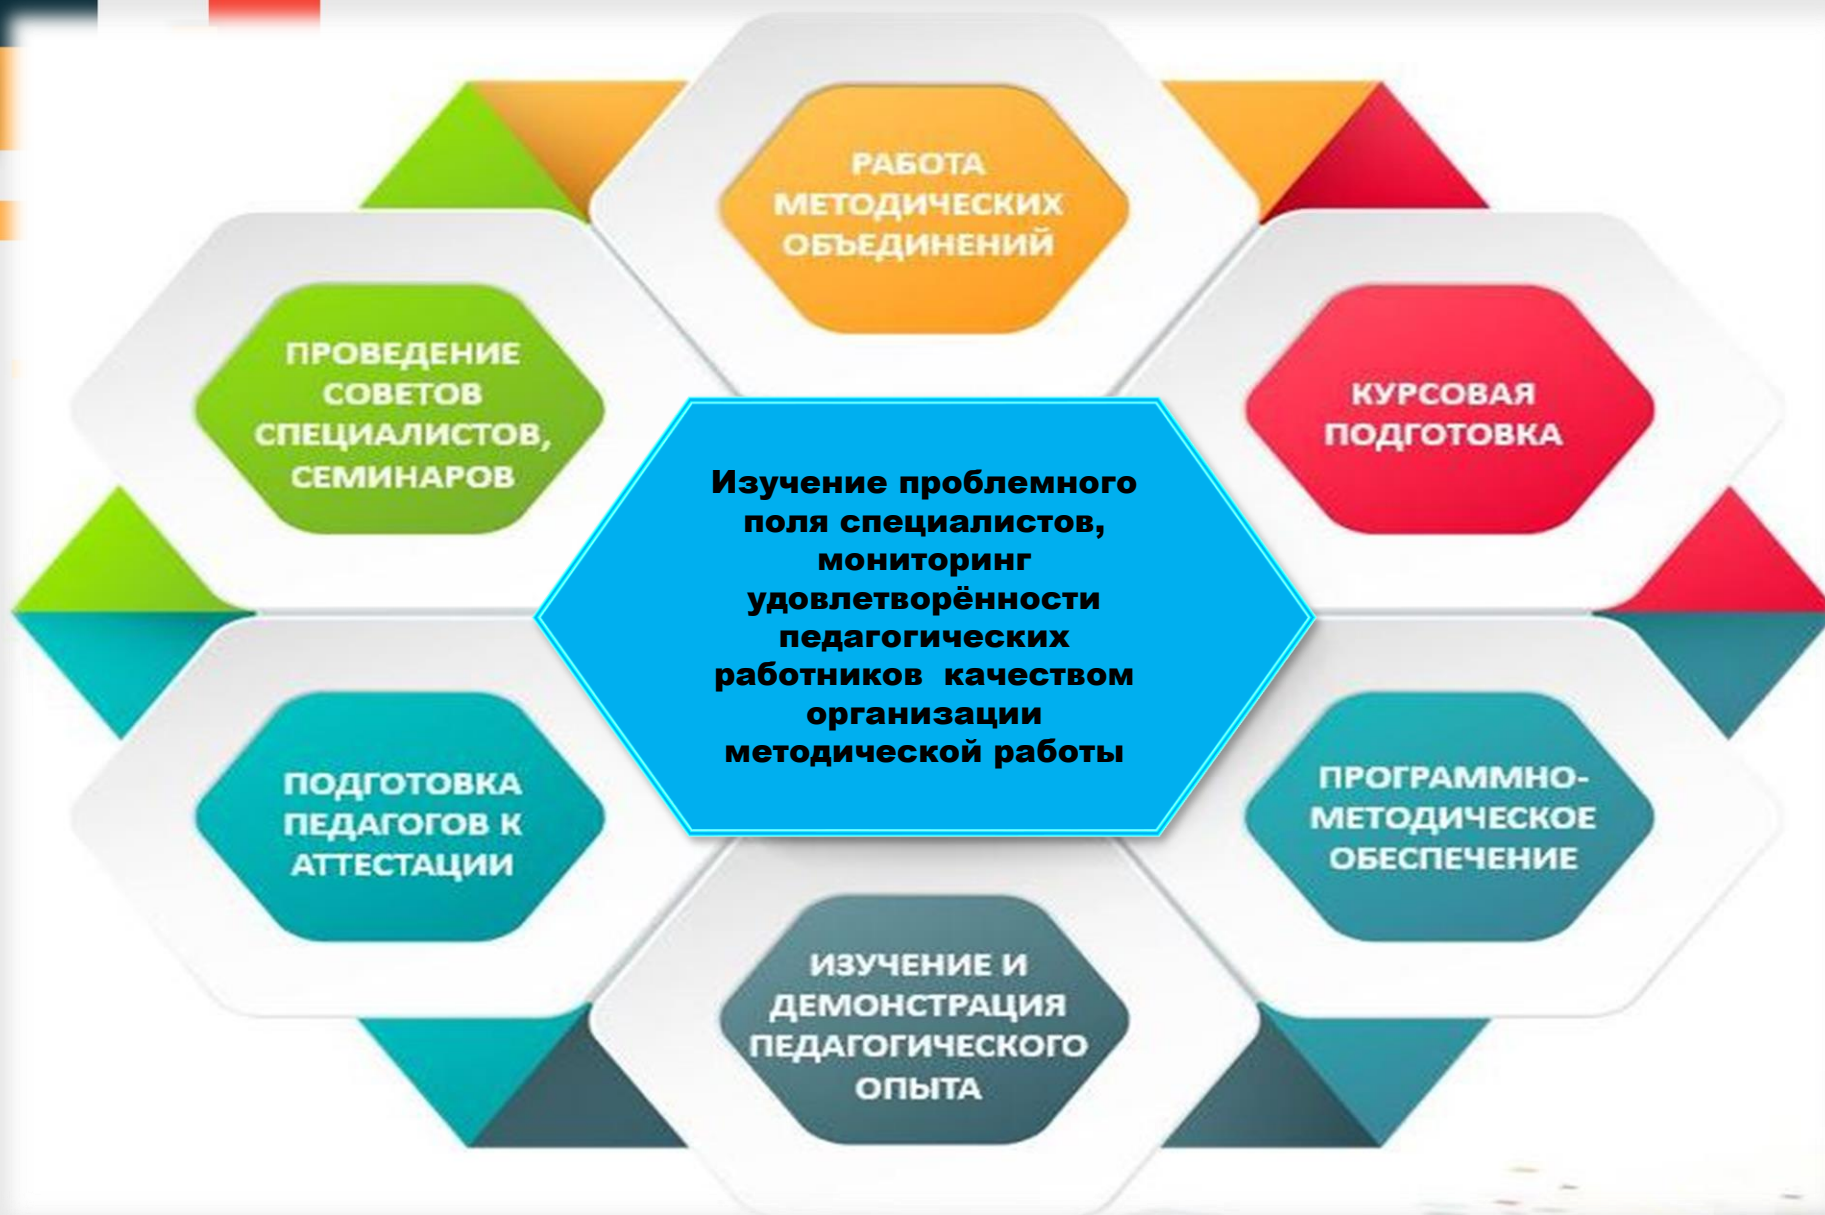 РАБОТА
МЕТОДИЧЕСКИХ
ОБЪЕДИНЕНИЙ
ПРОВЕДЕНИЕ
СОВЕТОВ
СПЕЦИАЛИСТОВ,
СЕМИНАРОВ
КУРСОВАЯ
ПОДГОТОВКА
Изучение проблемного
поля специалистов,
мониторинг
удовлетворённости
педагогических
работников качеством
организации
методической работы
ПОДГОТОВКА
ПЕДАГОГОВ К
АТТЕСТАЦИИ
ПРОГРАММНО-
МЕТОДИЧЕСКОЕ
ОБЕСПЕЧЕНИЕ
ИЗУЧЕНИЕ И
ДЕМОНСТРАЦИЯ
ПЕДАГОГИЧЕСКОГО
ОПЫТА